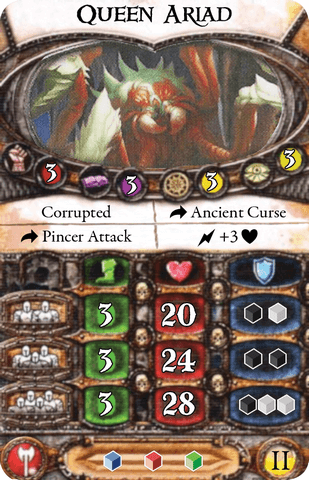 Queen Ariad
3 3 3 3
Corrupted Ancient Curse
Pincer Attack +3
3 20
3 24
3 28
II